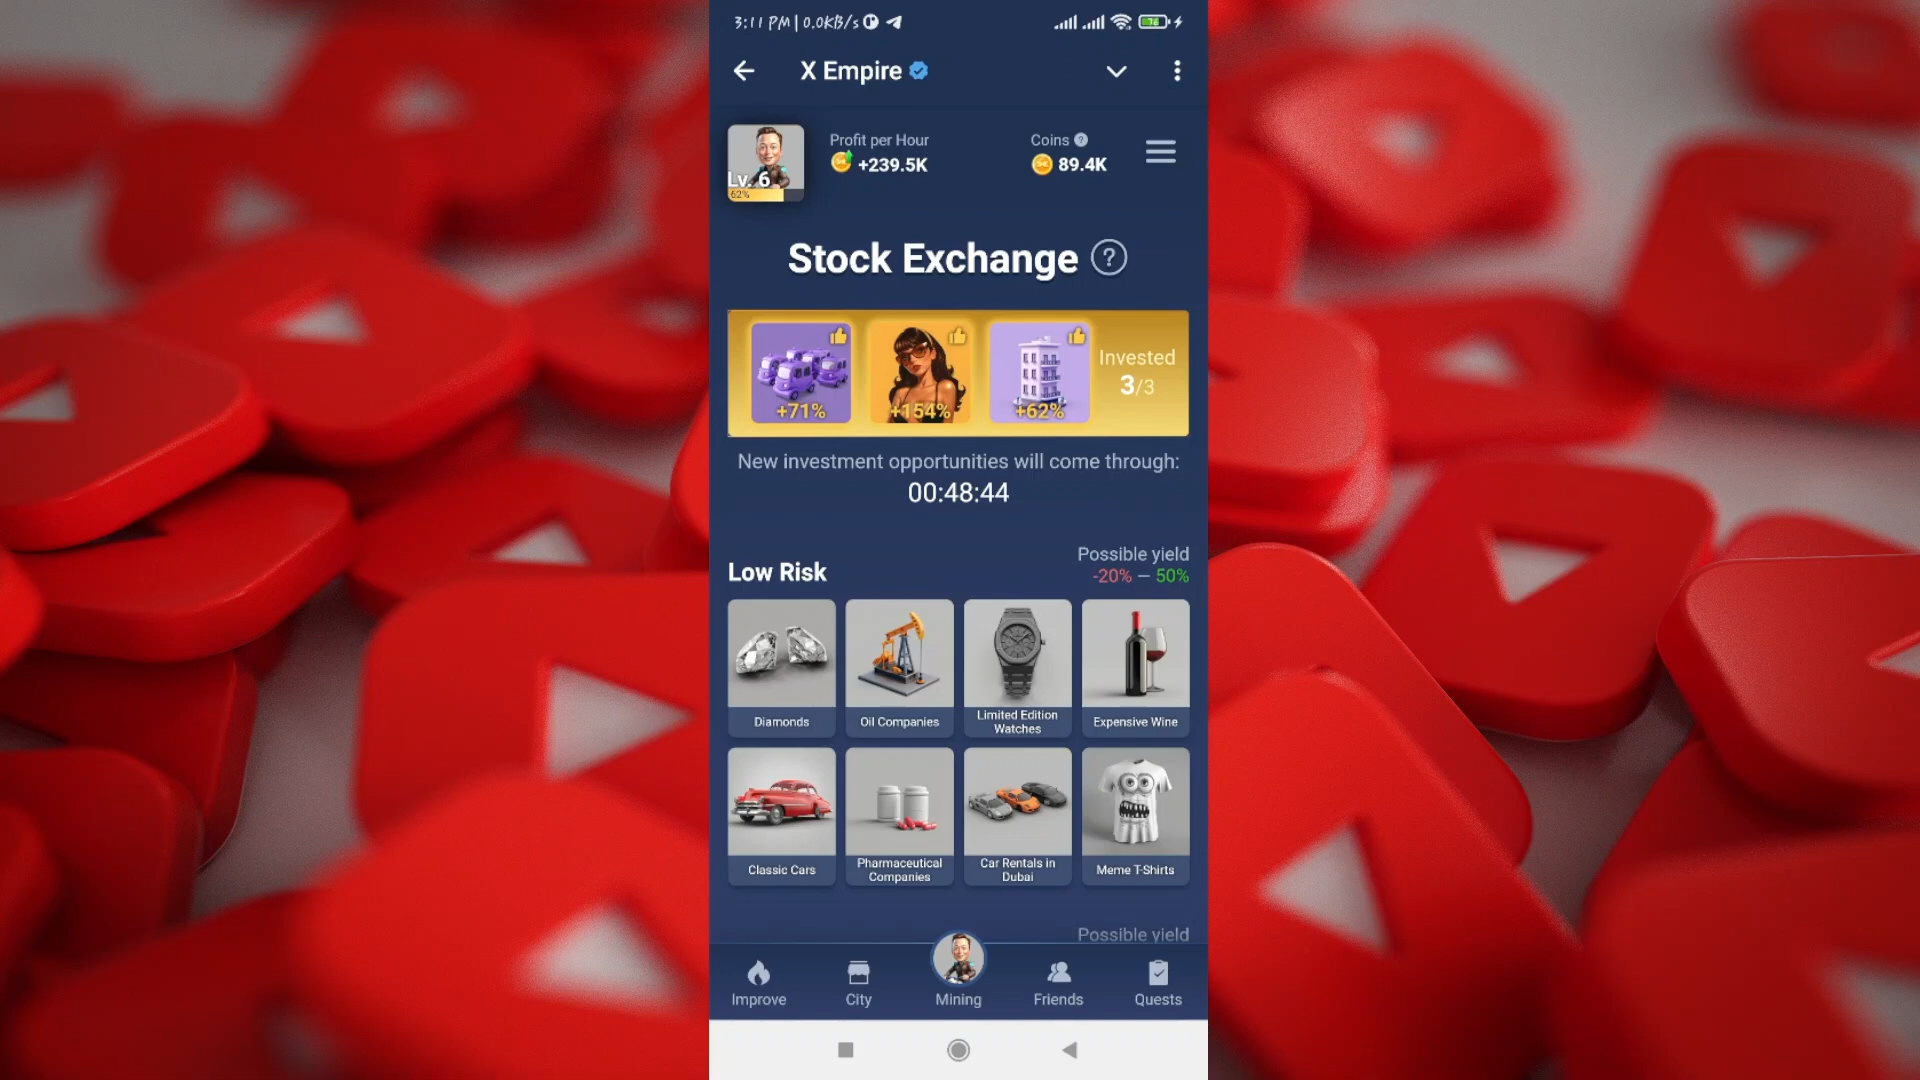 3:11 PM | 0.0KB/s
76
X Empire
Profit per Hour
+239.5K
Coins ?
89.4K
Lv. 6
62%
Stock Exchange ?
+71%
+154%
+62%
Invested
3/3
New investment opportunities will come through:
00:48:44
Low Risk
Possible yield
-20% — 50%
Diamonds
Oil Companies
Limited Edition
Watches
Expensive Wine
Classic Cars
Pharmaceutical
Companies
Car Rentals in
Dubai
Meme T-Shirts
Possible yield
Improve
City
Mining
Friends
Quests